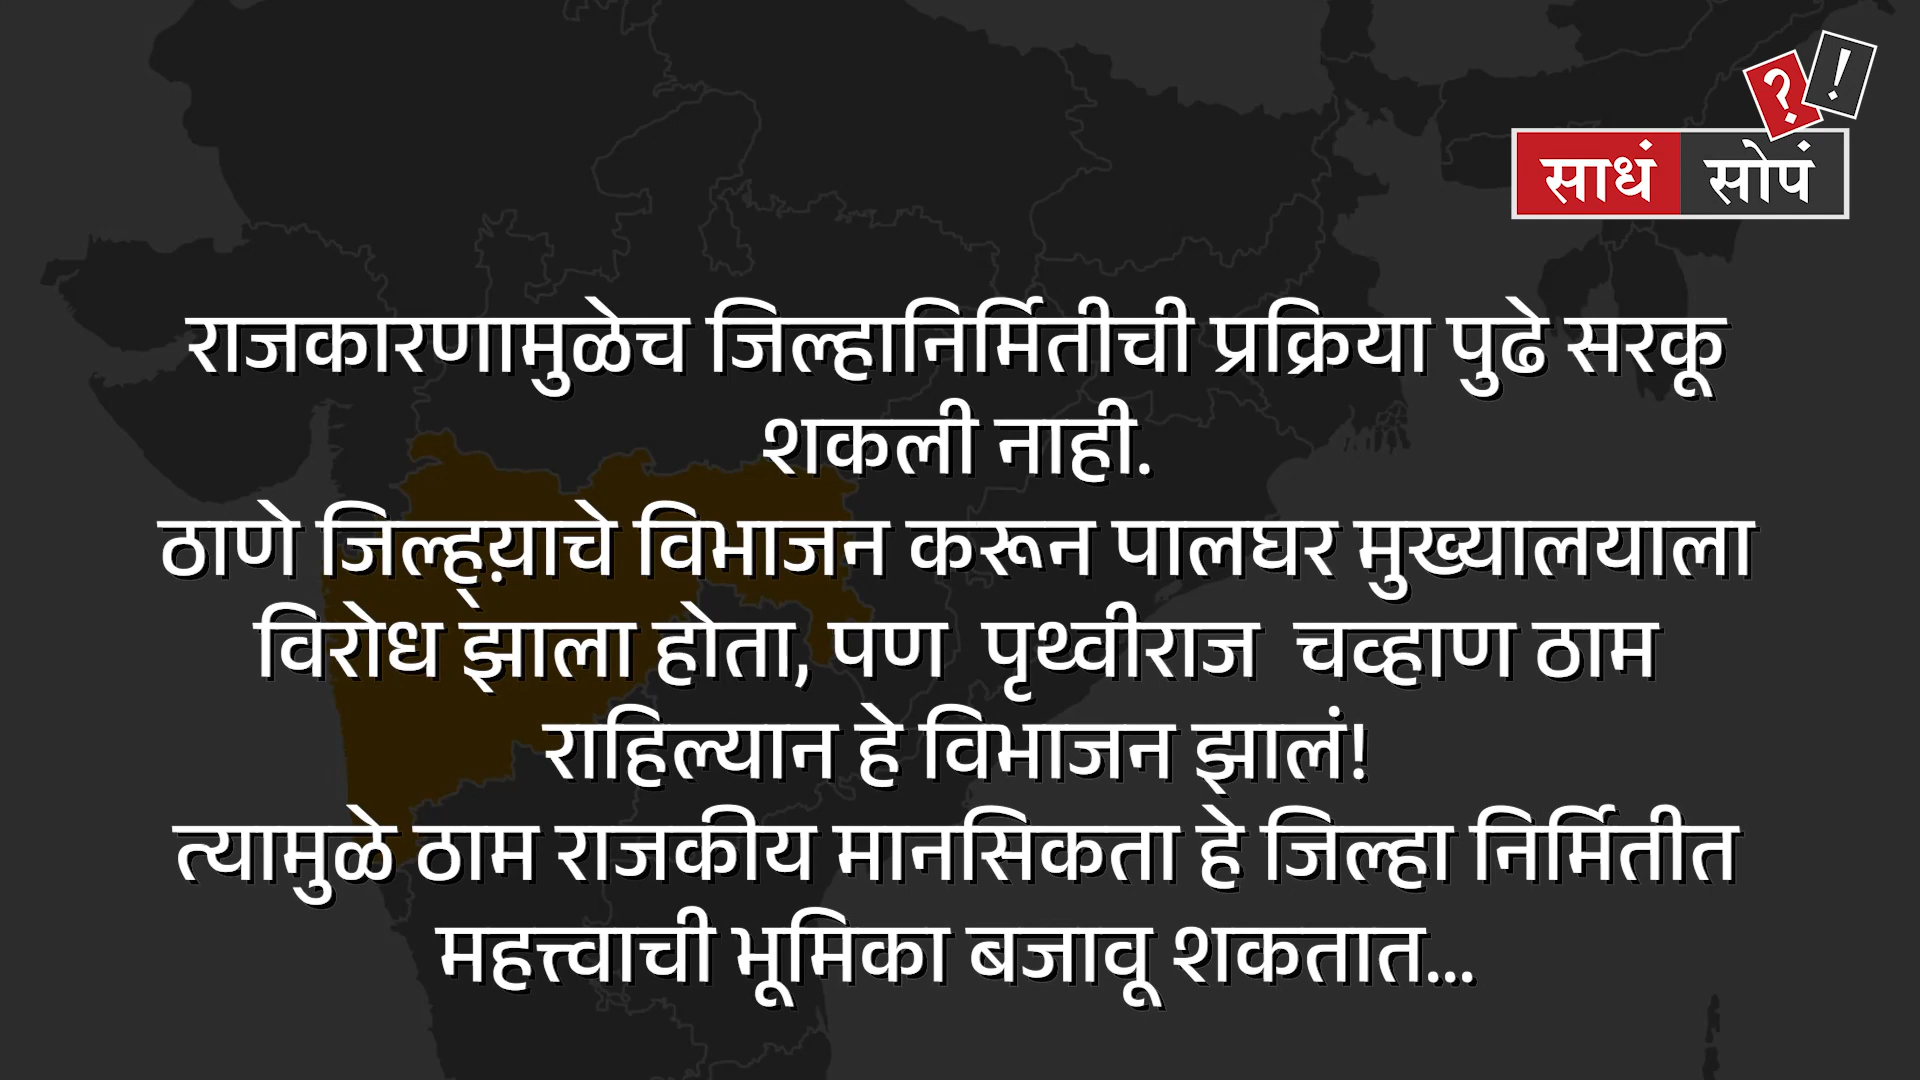 ?!
साधं सोपं
राजकारणामुळेच जिल्हानिर्मितीची प्रक्रिया पुढे सरकू
शकली नाही.
ठाणे जिल्ह्य़ाचे विभाजन करून पालघर मुख्यालयाला
विरोध झाला होता, पण पृथ्वीराज चव्हाण ठाम
राहिल्यान हे विभाजन झालं!
त्यामुळे ठाम राजकीय मानसिकता हे जिल्हा निर्मितीत
महत्त्वाची भूमिका बजावू शकतात...